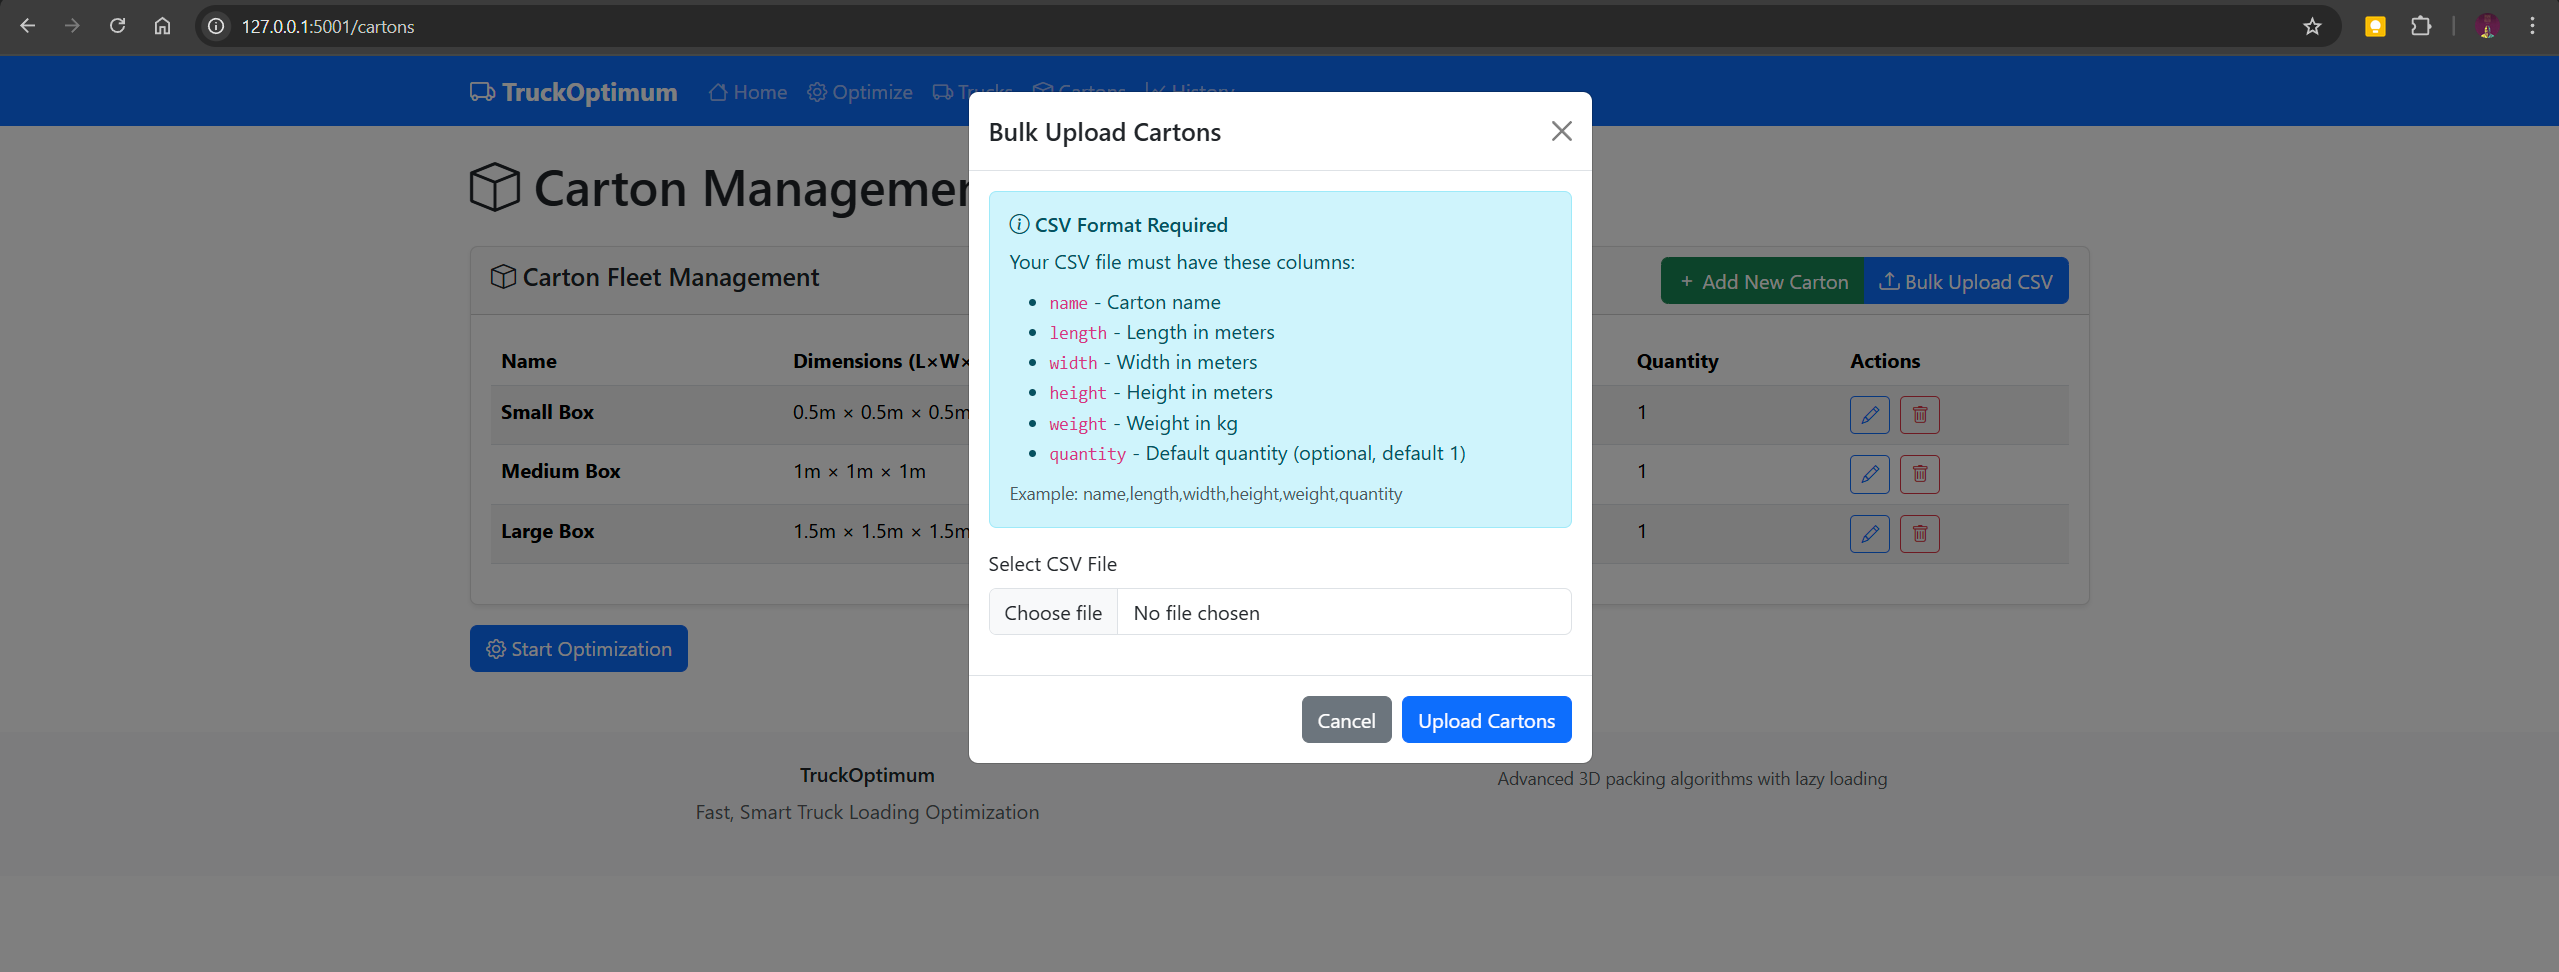 127.0.0.1:5001/cartons
TruckOptimum Home Optimize Trucks Cartons History
Carton Managemen
Carton Fleet Management
+ Add New Carton Bulk Upload CSV
Name Dimensions (L×W× Quantity Actions
Small Box 0.5m × 0.5m × 0.5m 1
Medium Box 1m × 1m × 1m 1
Large Box 1.5m × 1.5m × 1.5m 1
Start Optimization
Bulk Upload Cartons
CSV Format Required
Your CSV file must have these columns:
• name - Carton name
• length - Length in meters
• width - Width in meters
• height - Height in meters
• weight - Weight in kg
• quantity - Default quantity (optional, default 1)
Example: name,length,width,height,weight,quantity
Select CSV File
Choose file No file chosen
Cancel Upload Cartons
TruckOptimum
Fast, Smart Truck Loading Optimization
Advanced 3D packing algorithms with lazy loading